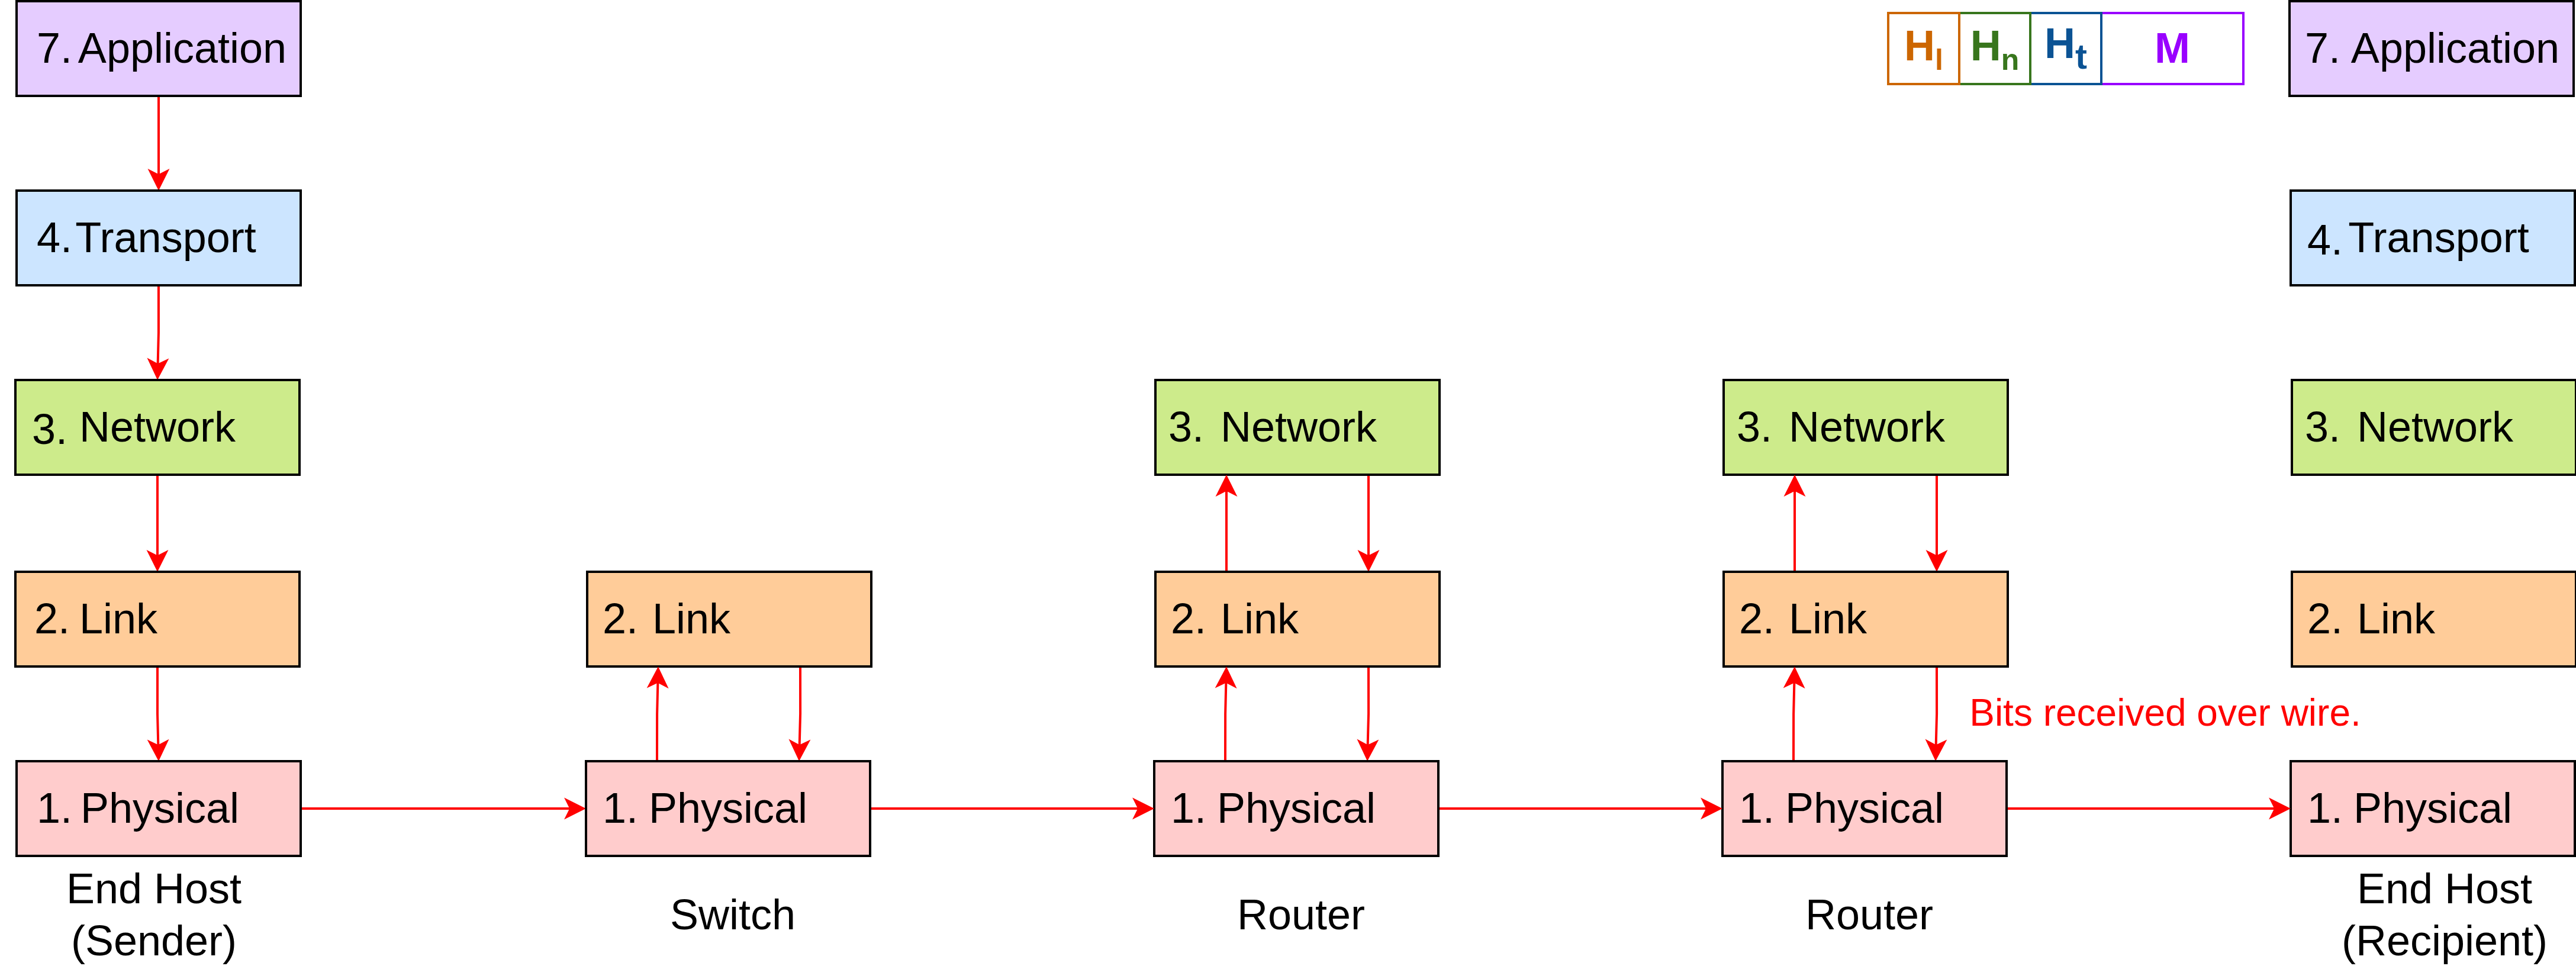 7. Application
H_l H_n H_t M
7. Application
4. Transport
4. Transport
3. Network
3. Network
3. Network
3. Network
2. Link
2. Link
2. Link
2. Link
2. Link
Bits received over wire.
1. Physical
1. Physical
1. Physical
1. Physical
1. Physical
End Host
(Sender)
Switch
Router
Router
End Host
(Recipient)